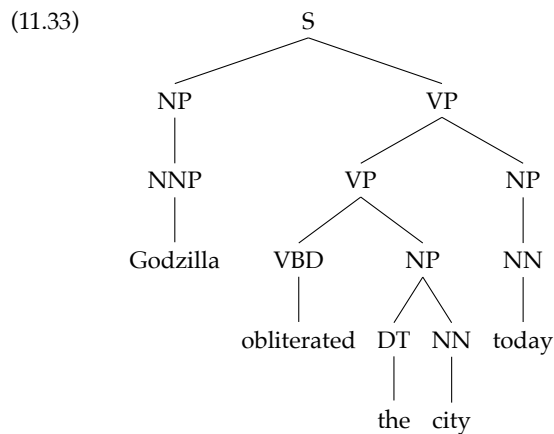 (11.33) S
NP VP
NNP VP NP
Godzilla VBD NP NN
obliterated DT NN today
the city